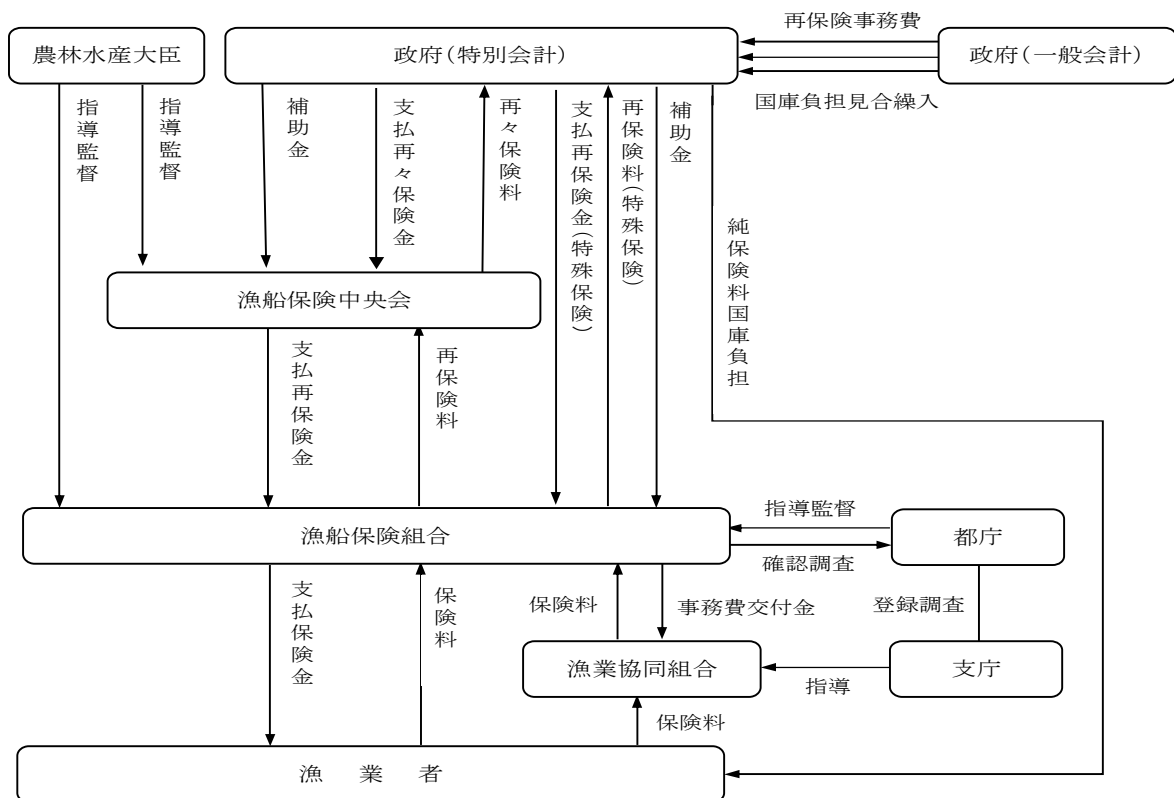 再保険事務費
農林水産大臣
政府(特別会計)
政府(一般会計)
国庫負担見合繰入
指導監督
指導監督
補助金
支払再々保険金
再々保険料
支払再保険金(特殊保険)
再保険料(特殊保険)
補助金
純保険料国庫負担
漁船保険中央会
支払再保険金
再保険料
漁船保険組合
指導監督
都庁
確認調査
支払保険金
保険料
保険料
事務費交付金
登録調査
漁業協同組合
指導
支庁
保険料
漁業者